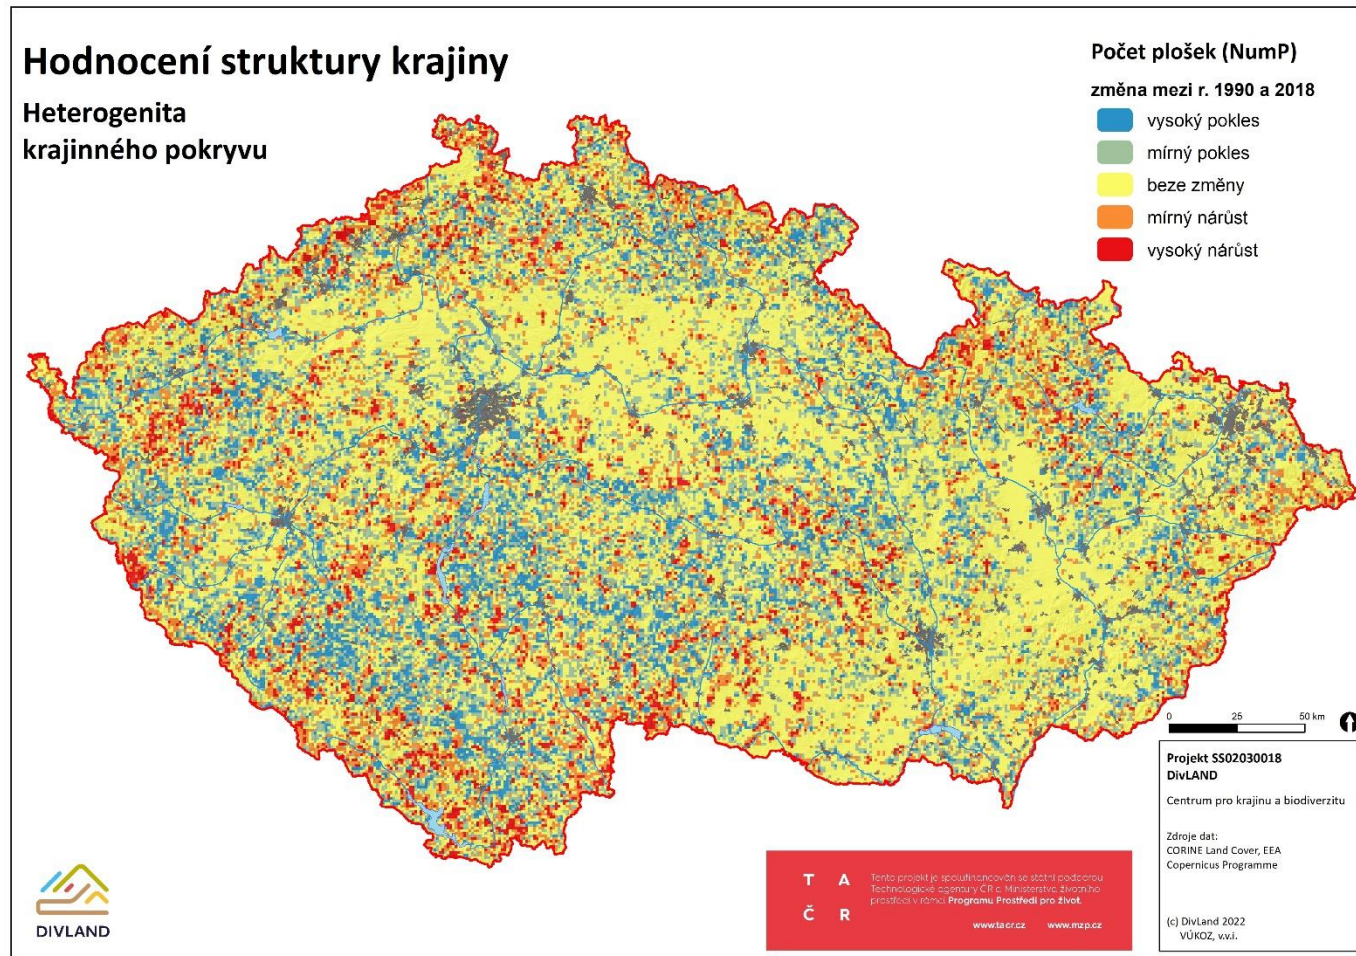 Hodnocení struktury krajiny
Heterogenita
krajinného pokryvu
Počet plošek (NumP)
změna mezi r. 1990 a 2018
vysoký pokles
mírný pokles
beze změny
mírný nárůst
vysoký nárůst
0 25 50 km
Projekt SS02030018
DivLAND
Centrum pro krajinu a biodiverzitu
Zdroje dat:
CORINE Land Cover, EEA
Copernicus Programme
(c) DivLand 2022
VÚKOZ, v.v.i.
DIVLAND
T A
Č R
Tento projekt je spolufinancován se státní podporou
Technologické agentury ČR a Ministerstva životního
prostředí v rámci Programu Prostředí pro život.
www.tacr.cz www.mzp.cz